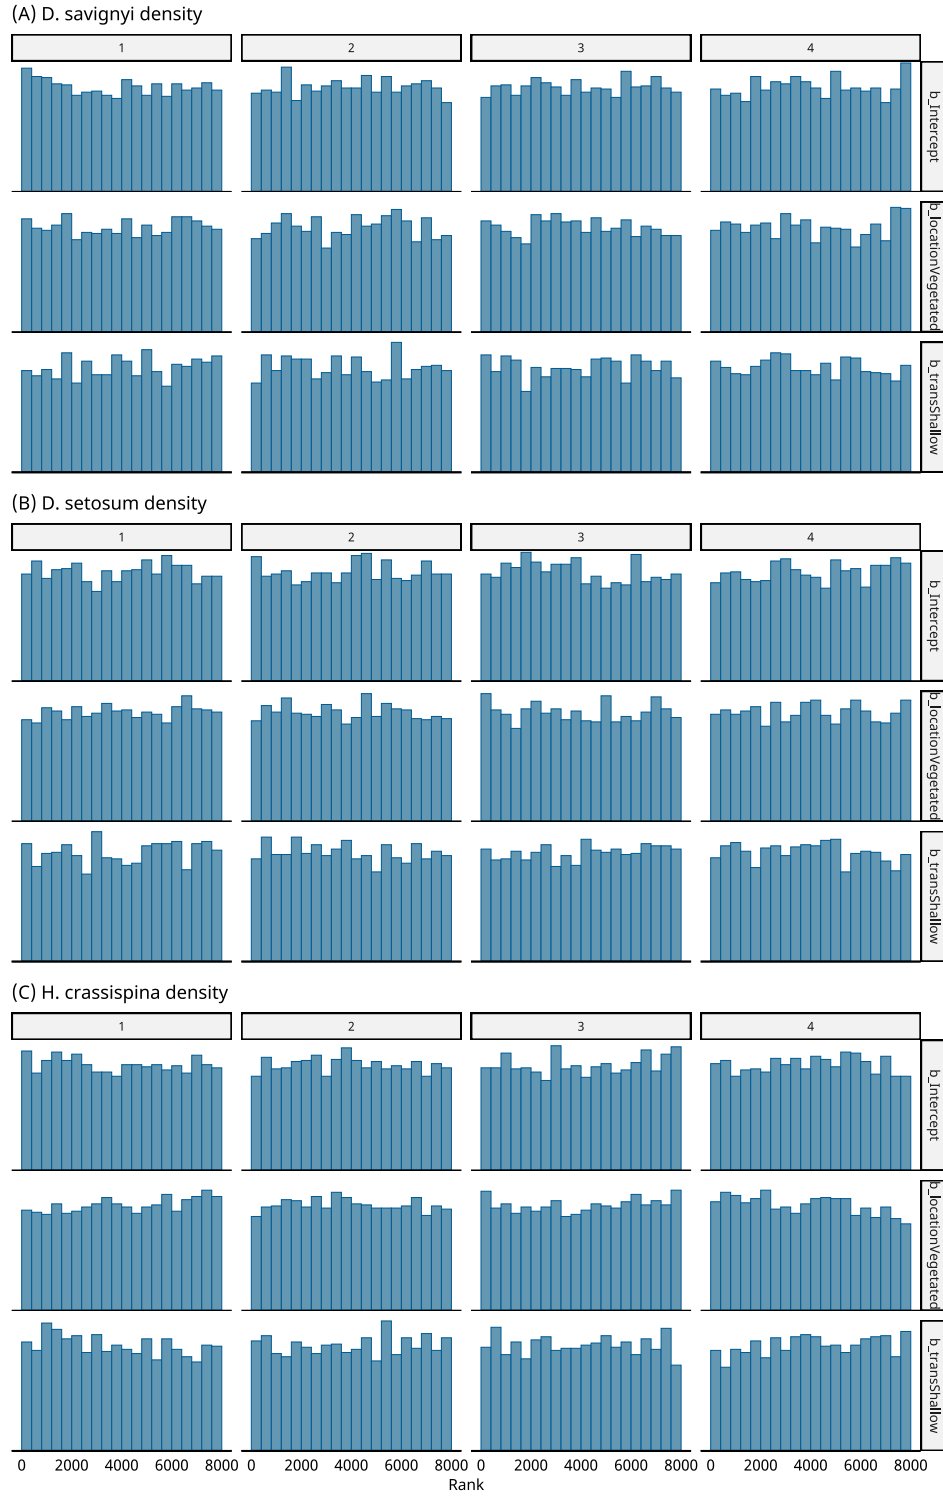 (A) D. savignyi density
1 2 3 4
b_Intercept
b_locationVegetated
b_transShallow
(B) D. setosum density
1 2 3 4
b_Intercept
b_locationVegetated
b_transShallow
(C) H. crassispina density
1 2 3 4
b_Intercept
b_locationVegetated
b_transShallow
0 2000 4000 6000 8000 0 2000 4000 6000 8000 0 2000 4000 6000 8000 0 2000 4000 6000 8000
Rank